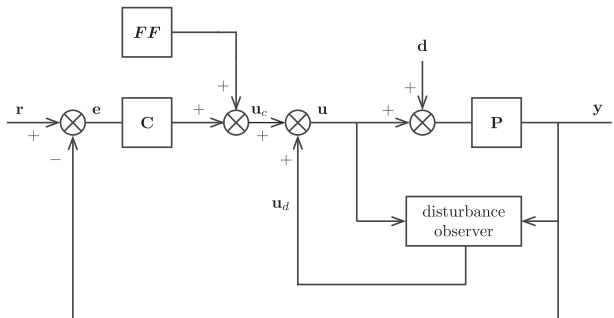 FF
d
+
+
r
e
C
+
u_c
u
+
P
y
+
+
−
+
u_d
disturbance
observer